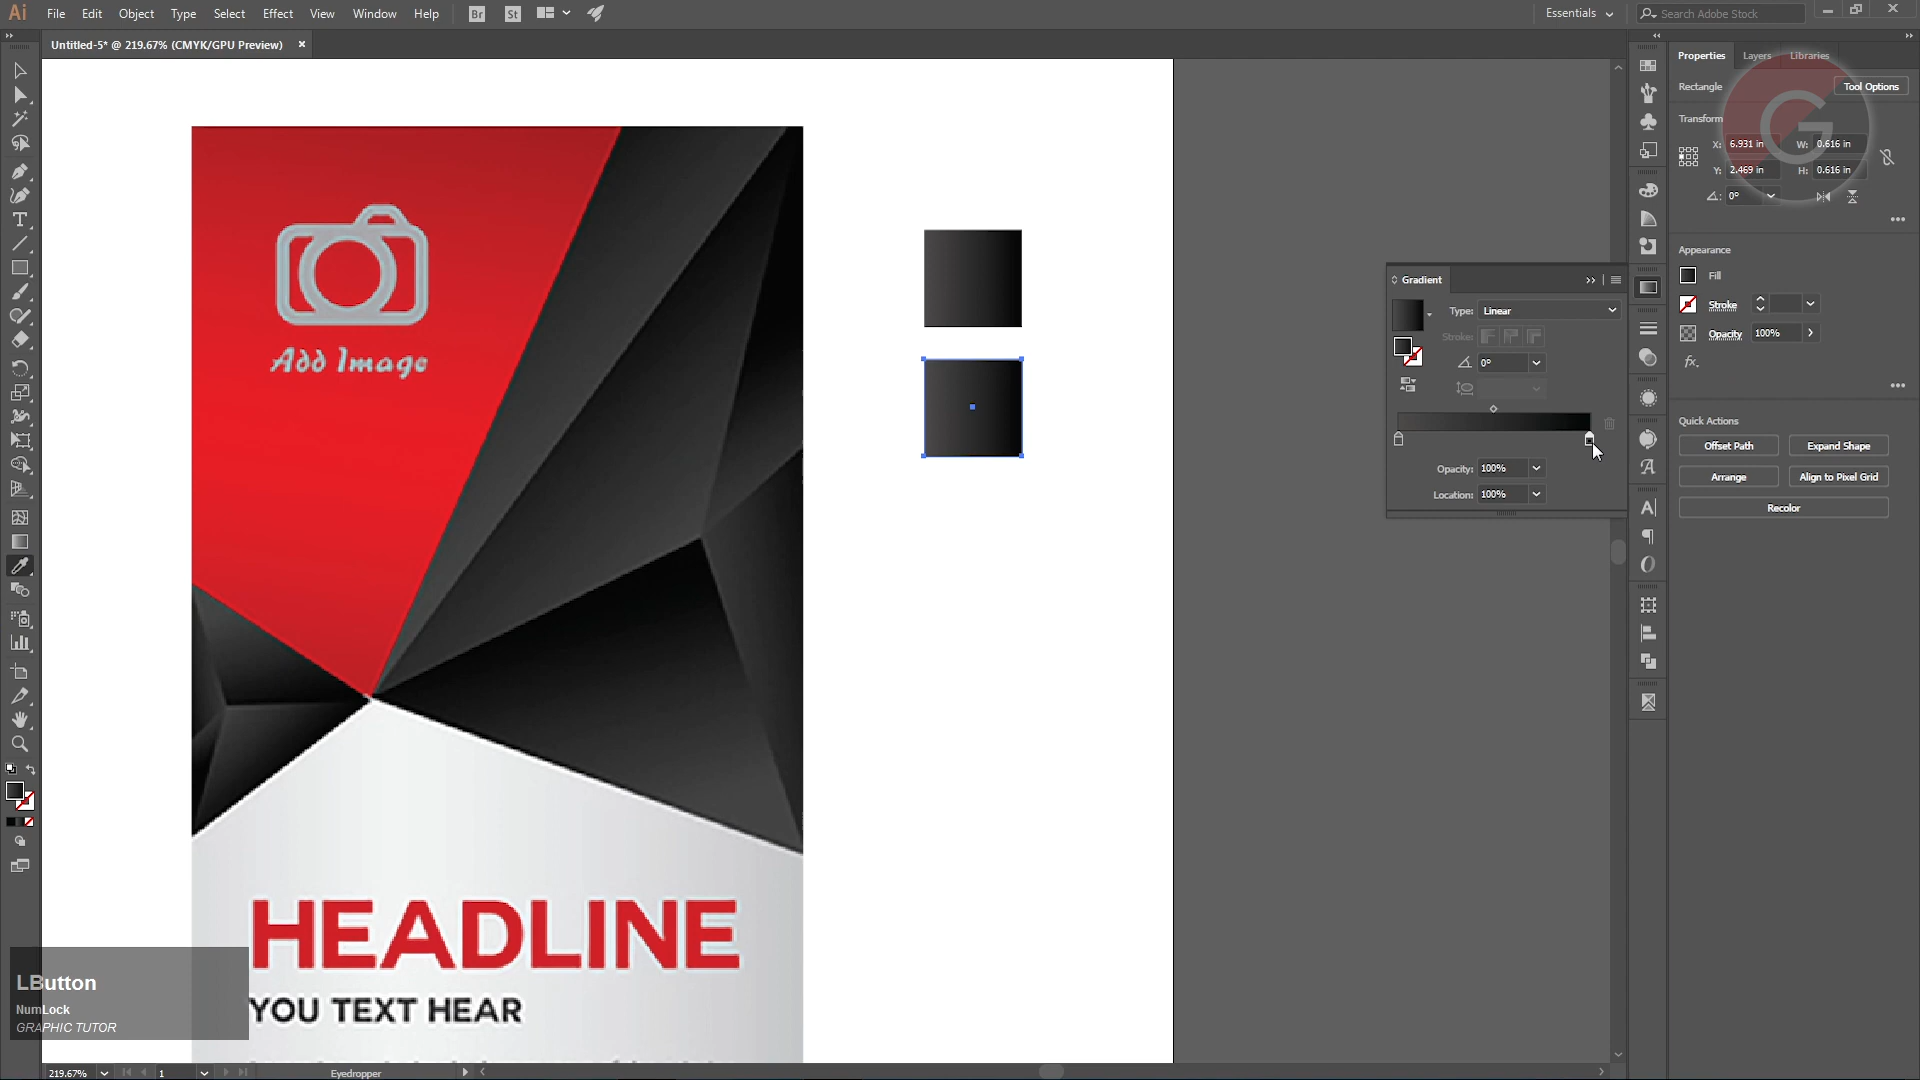 Ai File Edit Object Type Select Effect View Window Help Br St Essentials Search Adobe Stock
Untitled-5* @ 219.67% (CMYK/GPU Preview) ×
Properties Layers Libraries
Rectangle Tool Options
Transform
X: 6.931 in W: 0.616 in
Y: 2.469 in H: 0.616 in
0°
Appearance
Fill
Stroke
Opacity 100%
fx.
Quick Actions
Offset Path Expand Shape
Arrange Align to Pixel Grid
Recolor
Gradient
Type: Linear
Stroke:
0°
Opacity: 100%
Location: 100%
Add Image
HEADLINE
YOU TEXT HEAR
LButton
NumLock
GRAPHIC TUTOR
219.67% 1 Eyedropper